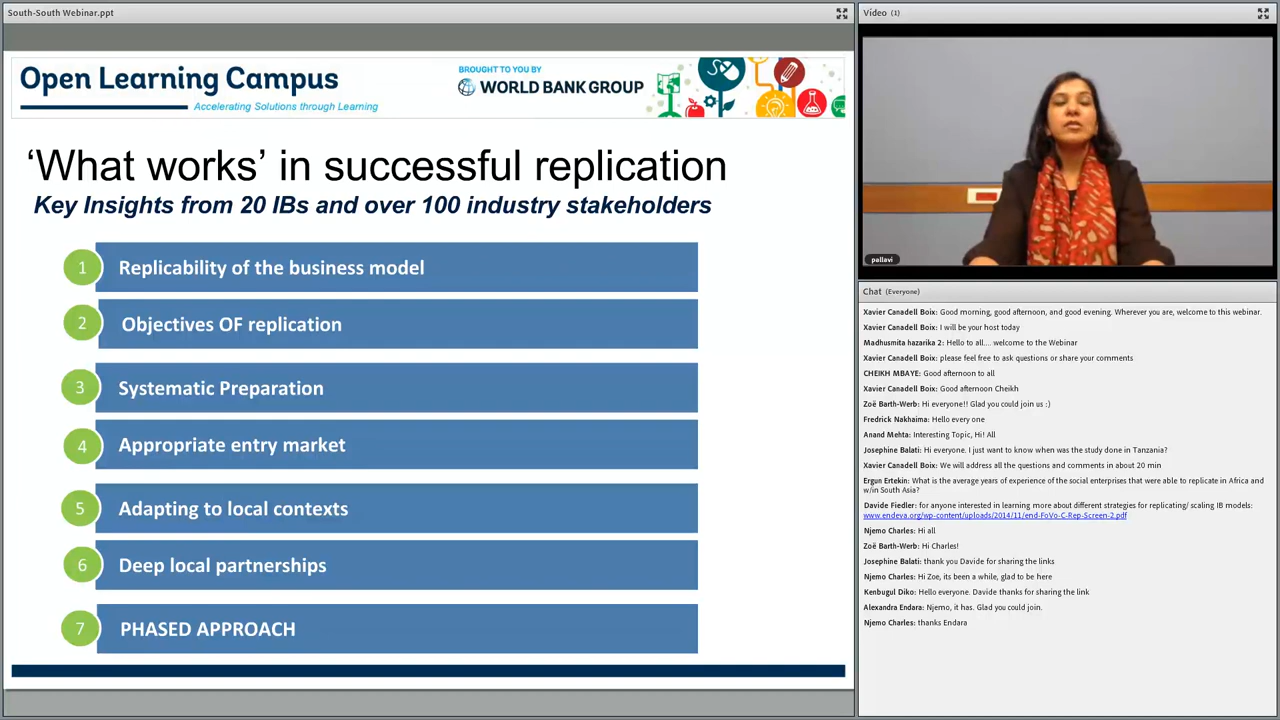 South-South Webinar.ppt
Open Learning Campus
Accelerating Solutions through Learning
BROUGHT TO YOU BY
WORLD BANK GROUP
‘What works’ in successful replication
Key Insights from 20 IBs and over 100 industry stakeholders
1 Replicability of the business model
2 Objectives OF replication
3 Systematic Preparation
4 Appropriate entry market
5 Adapting to local contexts
6 Deep local partnerships
7 PHASED APPROACH
Video (1)
pallavi
Chat (Everyone)
Xavier Canadell Boix: Good morning, good afternoon, and good evening. Wherever you are, welcome to this webinar.
Xavier Canadell Boix: I will be your host today
Madhusmita hazarika 2: Hello to all.... welcome to the Webinar
Xavier Canadell Boix: please feel free to ask questions or share your comments
CHEIKH MBAYE: Good afternoon to all
Xavier Canadell Boix: Good afternoon Cheikh
Zoë Barth-Werb: Hi everyone!! Glad you could join us :)
Fredrick Nakhaima: Hello every one
Anand Mehta: Interesting Topic, Hi! All
Josephine Balati: Hi everyone. I just want to know when was the study done in Tanzania?
Xavier Canadell Boix: We will address all the questions and comments in about 20 min
Ergun Ertekin: What is the average years of experience of the social enterprises that were able to replicate in Africa and
w/in South Asia?
Davide Fiedler: for anyone interested in learning more about different strategies for replicating/ scaling IB models:
www.endeva.org/wp-content/uploads/2014/11/end-FoVo-C-Rep-Screen-2.pdf
Njemo Charles: Hi all
Zoë Barth-Werb: Hi Charles!
Josephine Balati: thank you Davide for sharing the links
Njemo Charles: Hi Zoe, its been a while, glad to be here
Kenbugul Diko: Hello everyone. Davide thanks for sharing the link
Alexandra Endara: Njemo, it has. Glad you could join.
Njemo Charles: thanks Endara